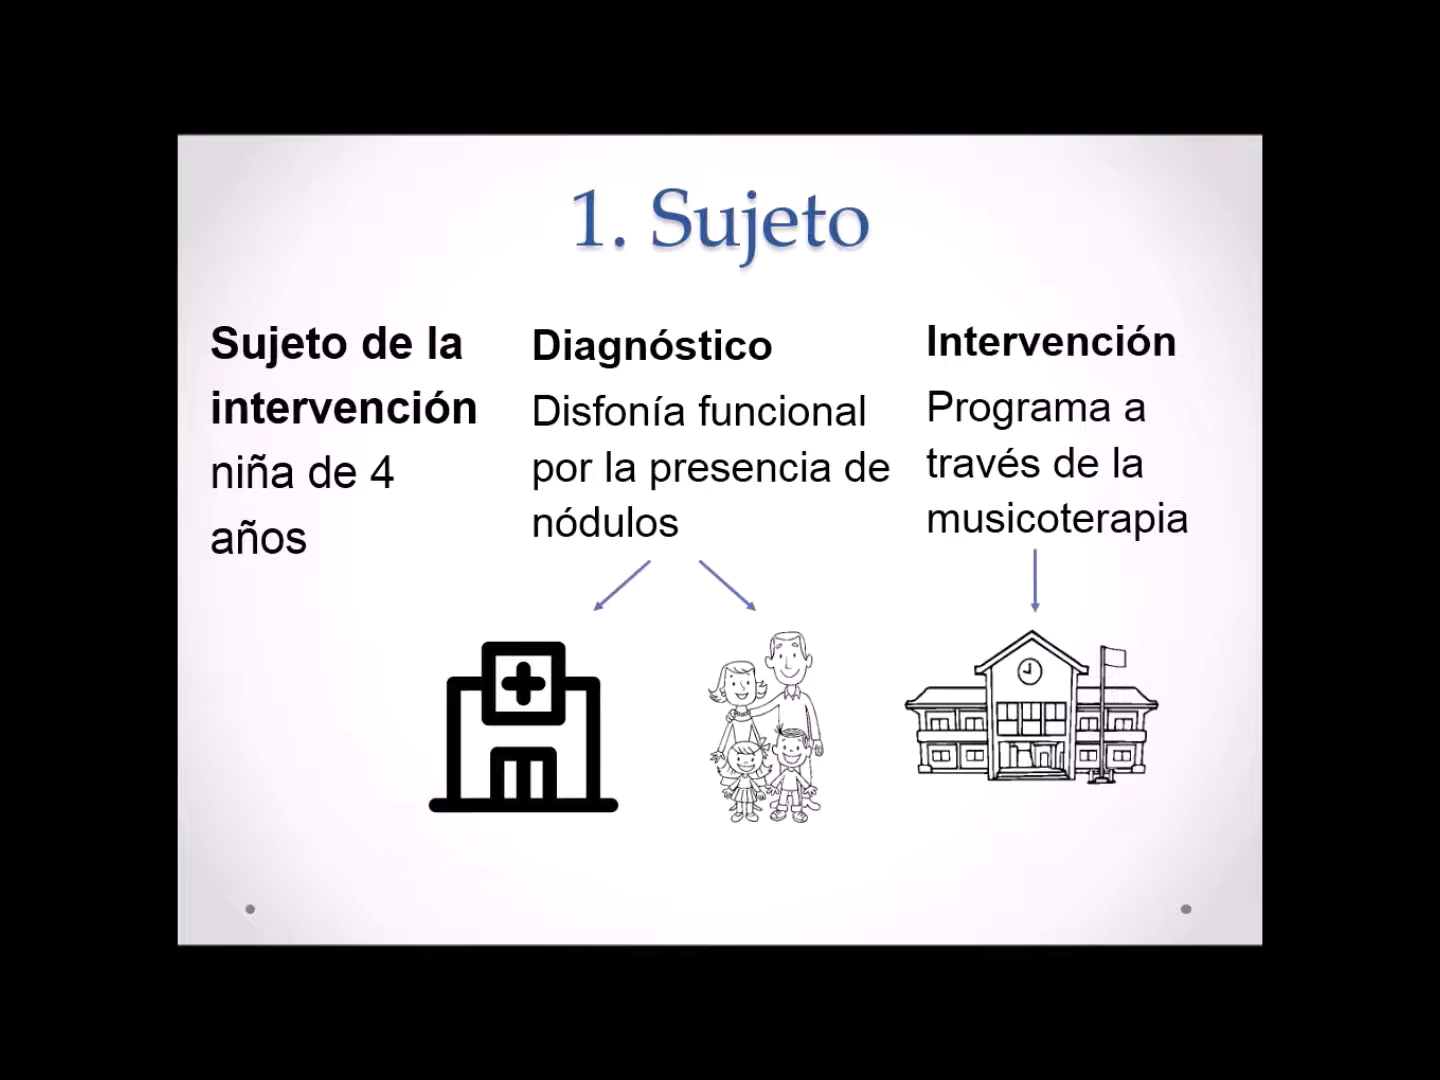 1. Sujeto
Sujeto de la
intervención
niña de 4
años
Diagnóstico
Disfonía funcional
por la presencia de
nódulos
Intervención
Programa a
través de la
musicoterapia